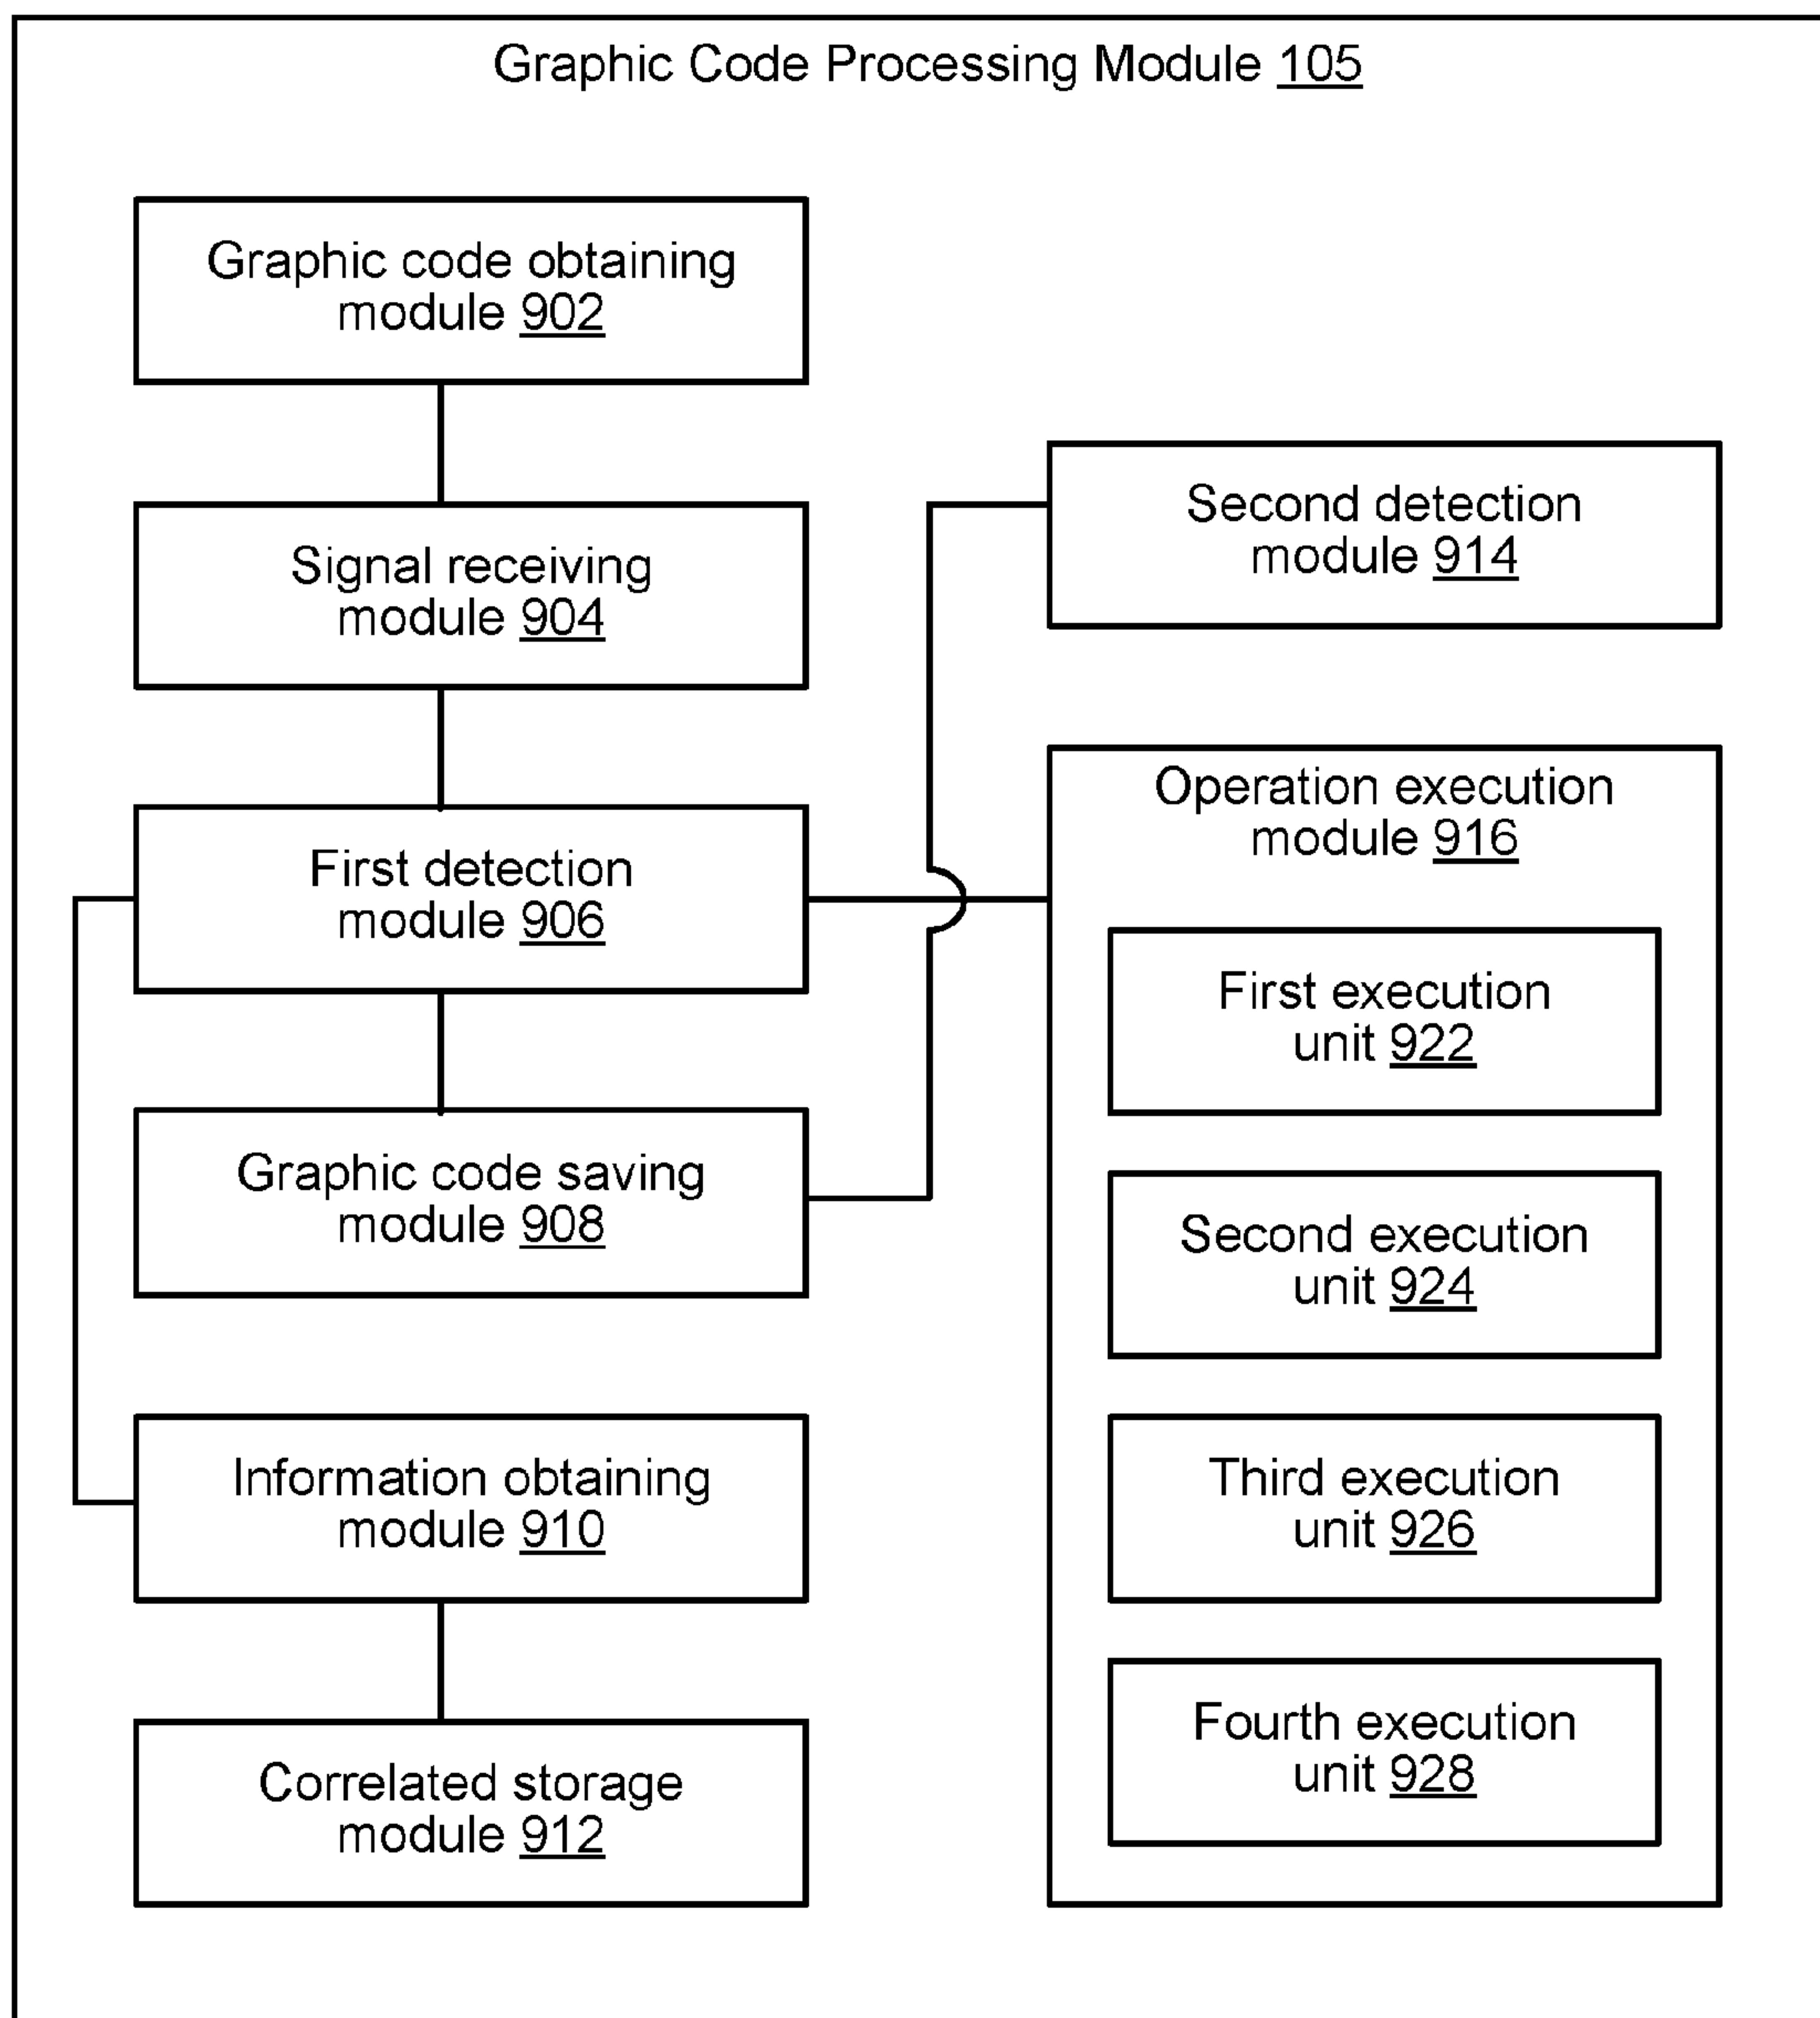 Graphic Code Processing Module 105
Graphic code obtaining
module 902
Signal receiving
module 904
First detection
module 906
Graphic code saving
module 908
Information obtaining
module 910
Correlated storage
module 912
Second detection
module 914
Operation execution
module 916
First execution
unit 922
Second execution
unit 924
Third execution
unit 926
Fourth execution
unit 928